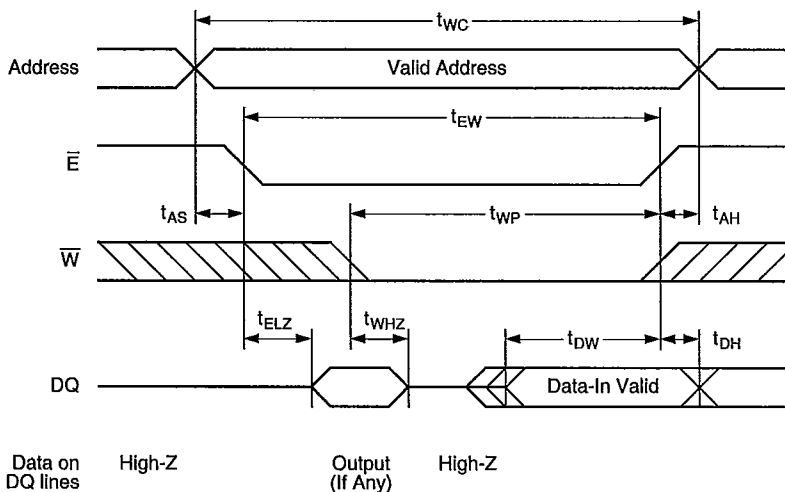 tWC
Address
Valid Address
tEW
E
tAS
tWP
tAH
W
tELZ
tWHZ
tDW
tDH
DQ
Data-In Valid
Data on
DQ lines
High-Z
Output
(If Any)
High-Z